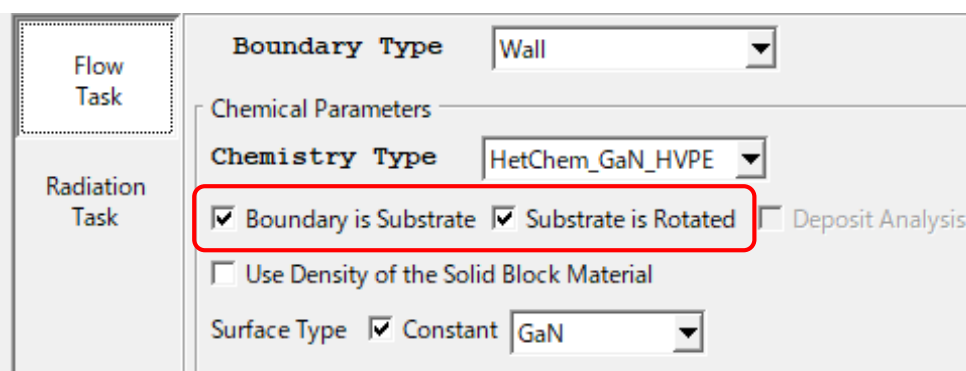 Flow
Task
Radiation
Task
Boundary Type Wall
Chemical Parameters
Chemistry Type HetChem_GaN_HVPE
Boundary is Substrate Substrate is Rotated Deposit Analysis
Use Density of the Solid Block Material
Surface Type Constant GaN